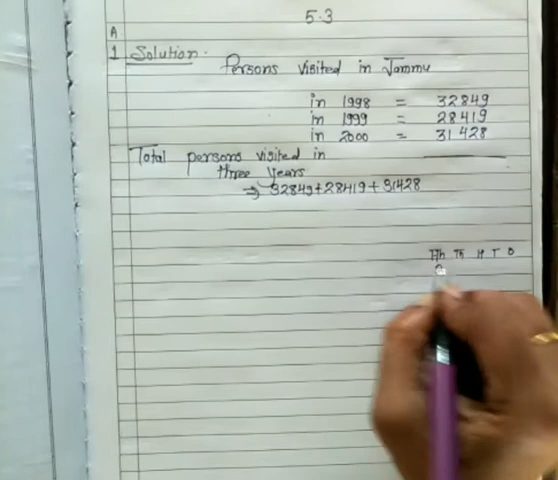 5.3
A
1 Solution.
Persons visited in Jammu
in 1998 = 32849
in 1999 = 28419
in 2000 = 31428
Total persons visited in
three years
⇒ 32849+28419+31428
TTh Th H T O